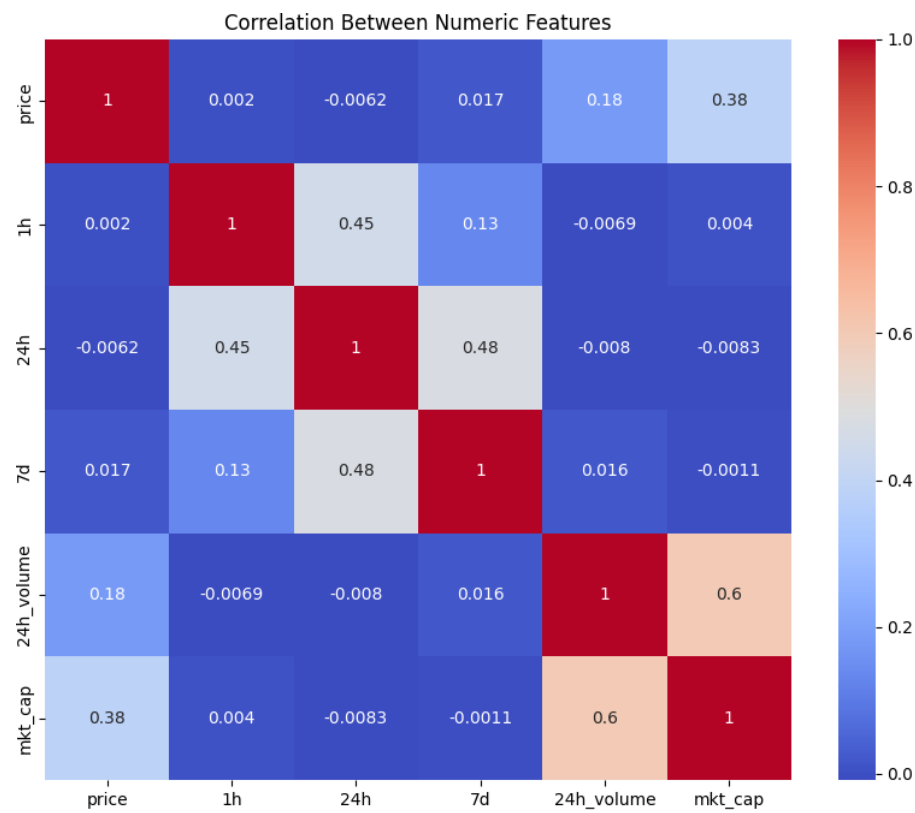 Correlation Between Numeric Features
price 1 0.002 -0.0062 0.017 0.18 0.38
1h 0.002 1 0.45 0.13 -0.0069 0.004
24h -0.0062 0.45 1 0.48 -0.008 -0.0083
7d 0.017 0.13 0.48 1 0.016 -0.0011
24h_volume 0.18 -0.0069 -0.008 0.016 1 0.6
mkt_cap 0.38 0.004 -0.0083 -0.0011 0.6 1
price 1h 24h 7d 24h_volume mkt_cap
1.0
0.8
0.6
0.4
0.2
0.0